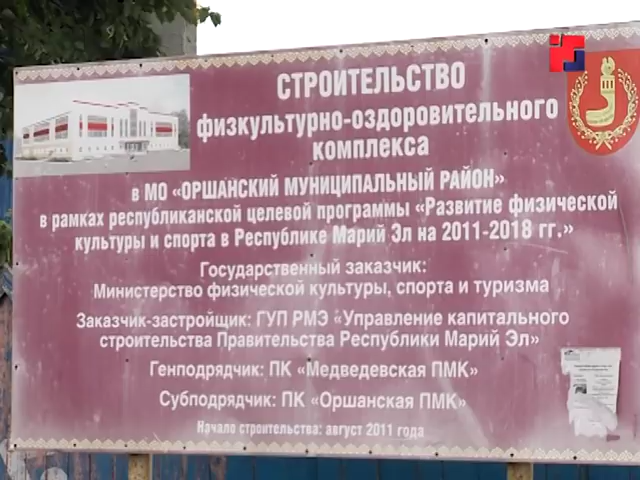 СТРОИТЕЛЬСТВО
физкультурно-оздоровительного
комплекса
в МО «ОРШАНСКИЙ МУНИЦИПАЛЬНЫЙ РАЙОН»
в рамках республиканской целевой программы «Развитие физической
культуры и спорта в Республике Марий Эл на 2011-2018 гг.»
Государственный заказчик:
Министерство физической культуры, спорта и туризма
Заказчик-застройщик: ГУП РМЭ «Управление капитального
строительства Правительства Республики Марий Эл»
Генподрядчик: ПК «Медведевская ПМК»
Субподрядчик: ПК «Оршанская ПМК»
Начало строительства: август 2011 года